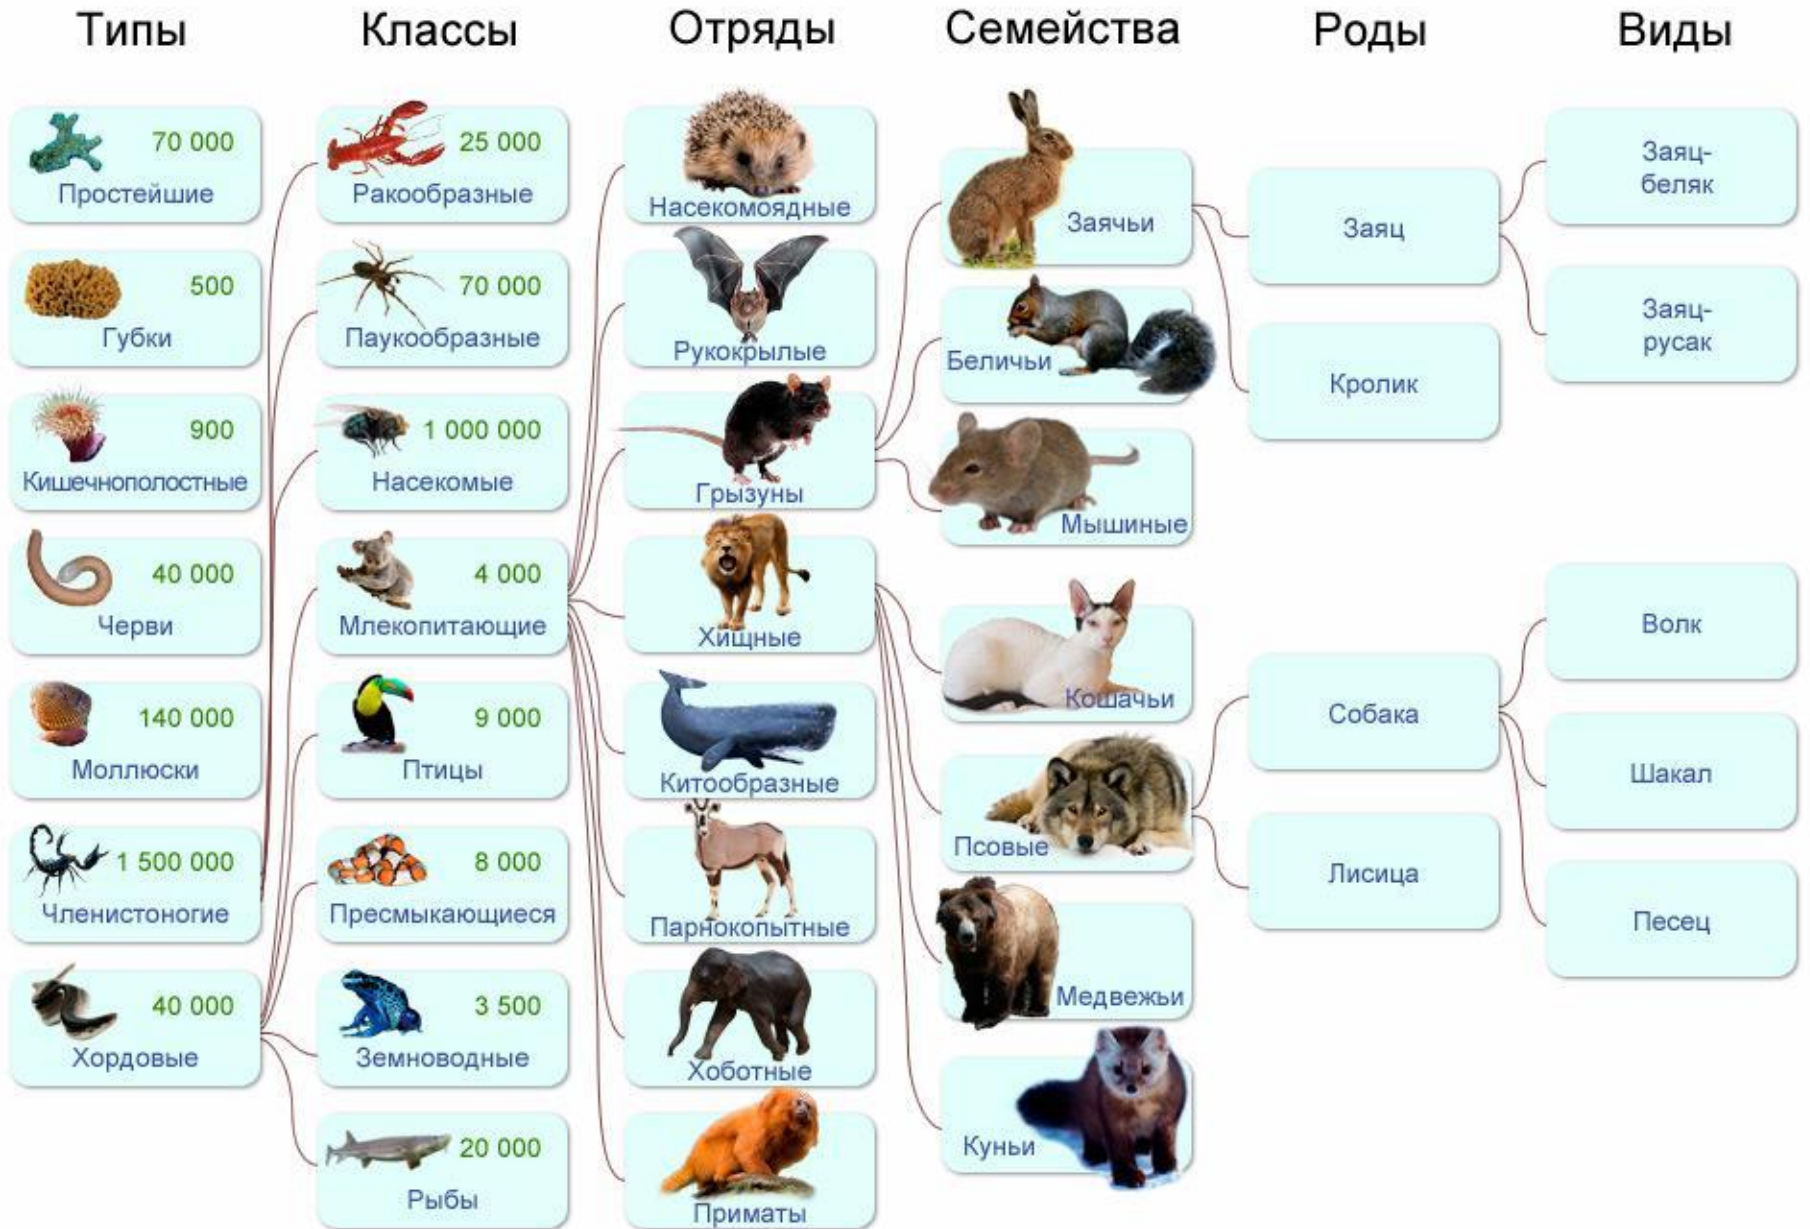 Типы
Классы
Отряды
Семейства
Роды
Виды
70 000
Простейшие
500
Губки
900
Кишечнополостные
40 000
Черви
140 000
Моллюски
1 500 000
Членистоногие
40 000
Хордовые
25 000
Ракообразные
70 000
Паукообразные
1 000 000
Насекомые
4 000
Млекопитающие
9 000
Птицы
8 000
Пресмыкающиеся
3 500
Земноводные
20 000
Рыбы
Насекомоядные
Рукокрылые
Грызуны
Хищные
Китообразные
Парнокопытные
Хоботные
Приматы
Заячьи
Беличьи
Мышиные
Кошачьи
Псовые
Медвежьи
Куньи
Заяц
Кролик
Собака
Лисица
Заяц-
беляк
Заяц-
русак
Волк
Шакал
Песец